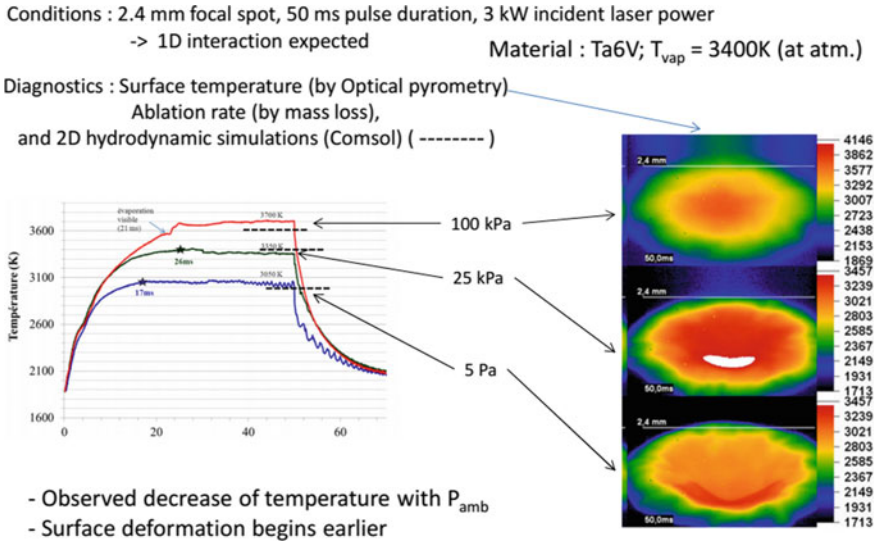 Conditions : 2.4 mm focal spot, 50 ms pulse duration, 3 kW incident laser power
-> 1D interaction expected
Material : Ta6V; Tvap = 3400K (at atm.)
Diagnostics : Surface temperature (by Optical pyrometry)
Ablation rate (by mass loss),
and 2D hydrodynamic simulations (Comsol) ( -------- )
Température (K)
3600
3100
2600
2100
1600
0
20
40
60
évaporation
visible
(21 ms)
3700 K
3350 K
26ms
3050 K
17ms
100 kPa
25 kPa
5 Pa
2,4 mm
50,0ms
4146
3862
3577
3292
3007
2723
2438
2153
1869
2,4 mm
50,0ms
3457
3239
3021
2803
2585
2367
2149
1931
1713
2,4 mm
50,0ms
3457
3239
3021
2803
2585
2367
2149
1931
1713
- Observed decrease of temperature with Pamb
- Surface deformation begins earlier